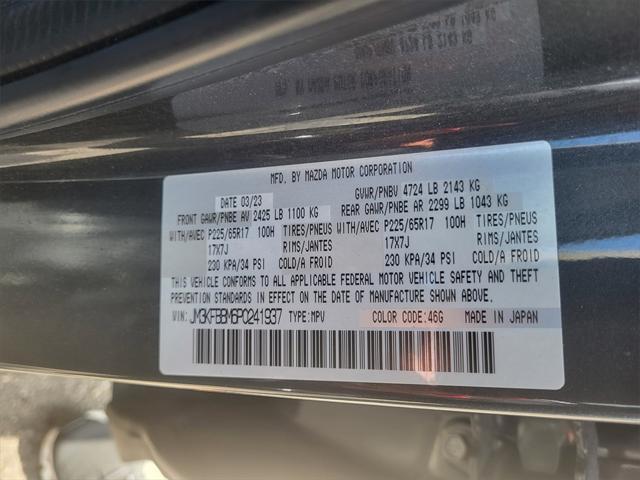 MFD. BY MAZDA MOTOR CORPORATION
DATE 03/23 GVWR/PNBV 4724 LB 2143 KG
FRONT GAWR/PNBE AV 2425 LB 1100 KG REAR GAWR/PNBE AR 2299 LB 1043 KG
WITH/AVEC P225/65R17 100H TIRES/PNEUS WITH/AVEC P225/65R17 100H TIRES/PNEUS
17X7J RIMS/JANTES 17X7J RIMS/JANTES
230 KPA/34 PSI COLD/A FROID 230 KPA/34 PSI COLD/A FROID
THIS VEHICLE CONFORMS TO ALL APPLICABLE FEDERAL MOTOR VEHICLE SAFETY AND THEFT
PREVENTION STANDARDS IN EFFECT ON THE DATE OF MANUFACTURE SHOWN ABOVE.
VIN: JM3KFBBM6P0241937 TYPE:MPV COLOR CODE:46G MADE IN JAPAN